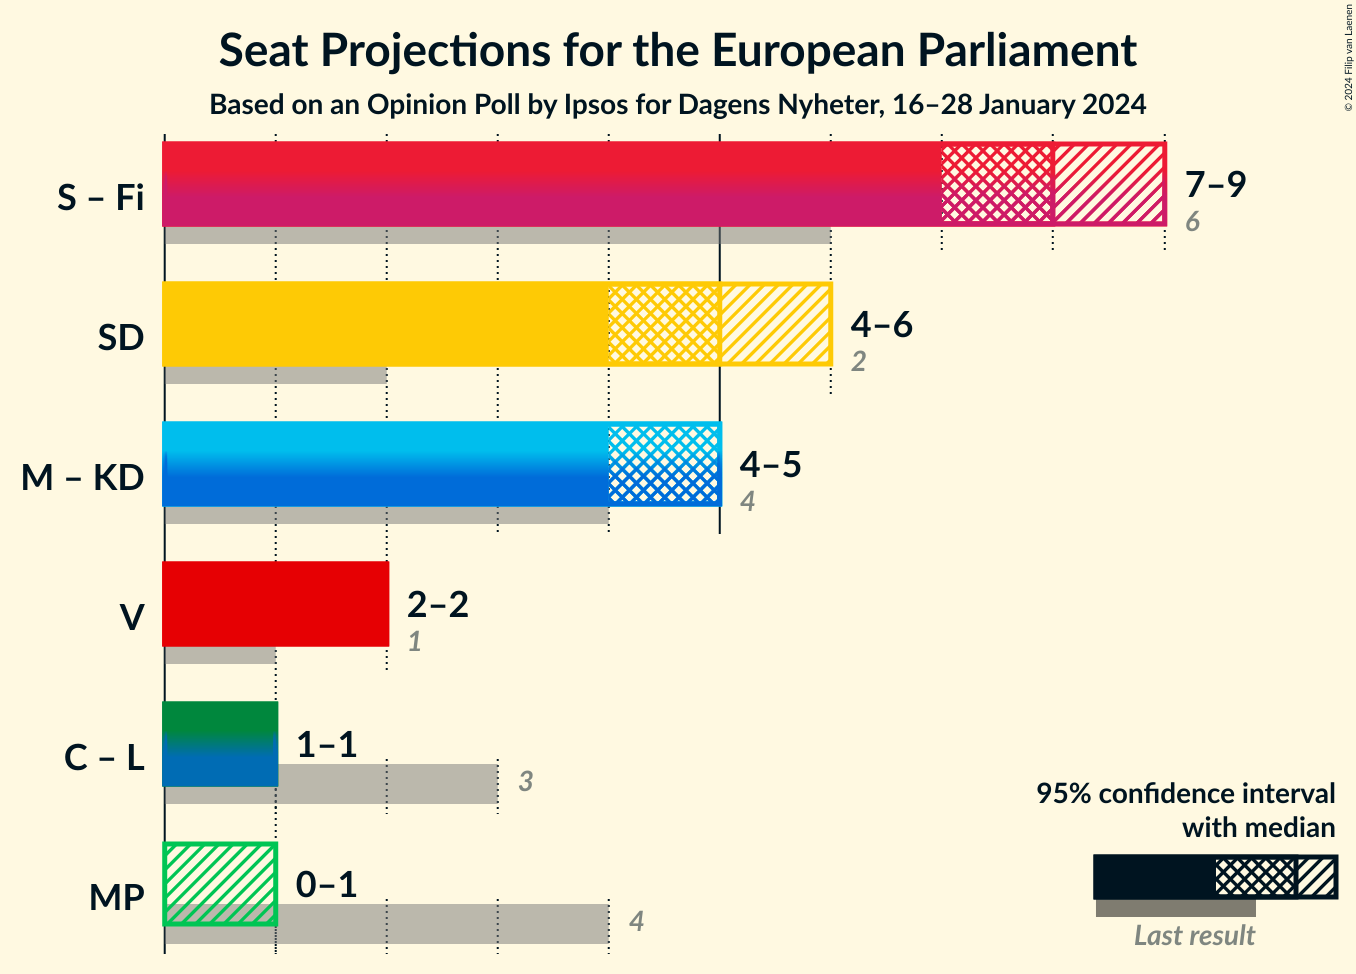 Seat Projections for the European Parliament
Based on an Opinion Poll by Ipsos for Dagens Nyheter, 16–28 January 2024
© 2024 Filip van Laenen
S – Fi
7–9
6
SD
4–6
2
M – KD
4–5
4
V
2–2
1
C – L
1–1
3
MP
0–1
4
95% confidence interval
with median
Last result